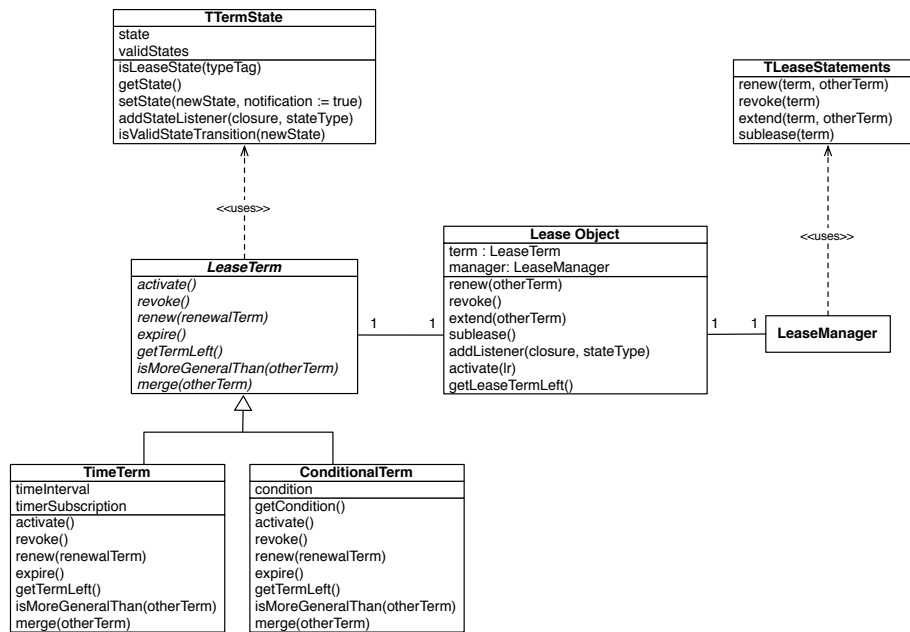 TTermState
state
validStates
isLeaseState(typeTag)
getState()
setState(newState, notification := true)
addStateListener(closure, stateType)
isValidStateTransition(newState)
TLeaseStatements
renew(term, otherTerm)
revoke(term)
extend(term, otherTerm)
sublease(term)
<<uses>>
<<uses>>
LeaseTerm
activate()
revoke()
renew(renewalTerm)
expire()
getTermLeft()
isMoreGeneralThan(otherTerm)
merge(otherTerm)
1
1
Lease Object
term : LeaseTerm
manager: LeaseManager
renew(otherTerm)
revoke()
extend(otherTerm)
sublease()
addListener(closure, stateType)
activate(lr)
getLeaseTermLeft()
1
1
LeaseManager
TimeTerm
timeInterval
timerSubscription
activate()
revoke()
renew(renewalTerm)
expire()
getTermLeft()
isMoreGeneralThan(otherTerm)
merge(otherTerm)
ConditionalTerm
condition
getCondition()
activate()
revoke()
renew(renewalTerm)
expire()
getTermLeft()
isMoreGeneralThan(otherTerm)
merge(otherTerm)